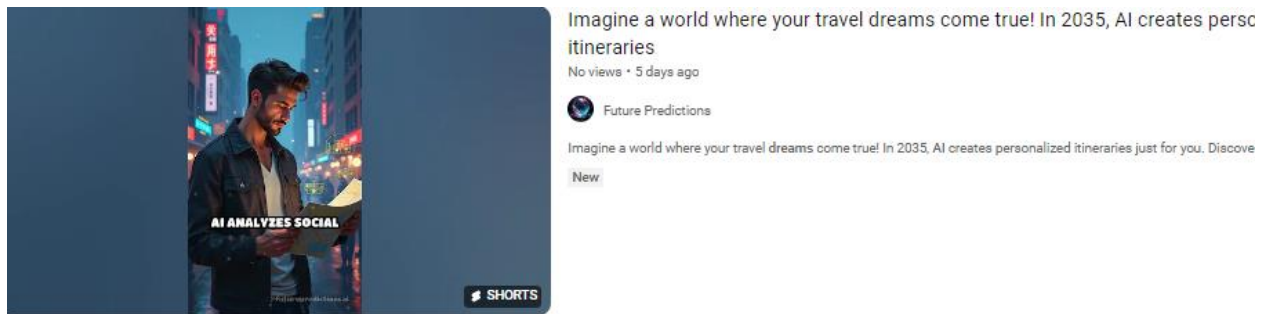 AI ANALYZES SOCIAL
SHORTS
Imagine a world where your travel dreams come true! In 2035, AI creates
itineraries
No views • 5 days ago
Future Predictions
Imagine a world where your travel dreams come true! In 2035, AI creates personalized itineraries just for you.
New